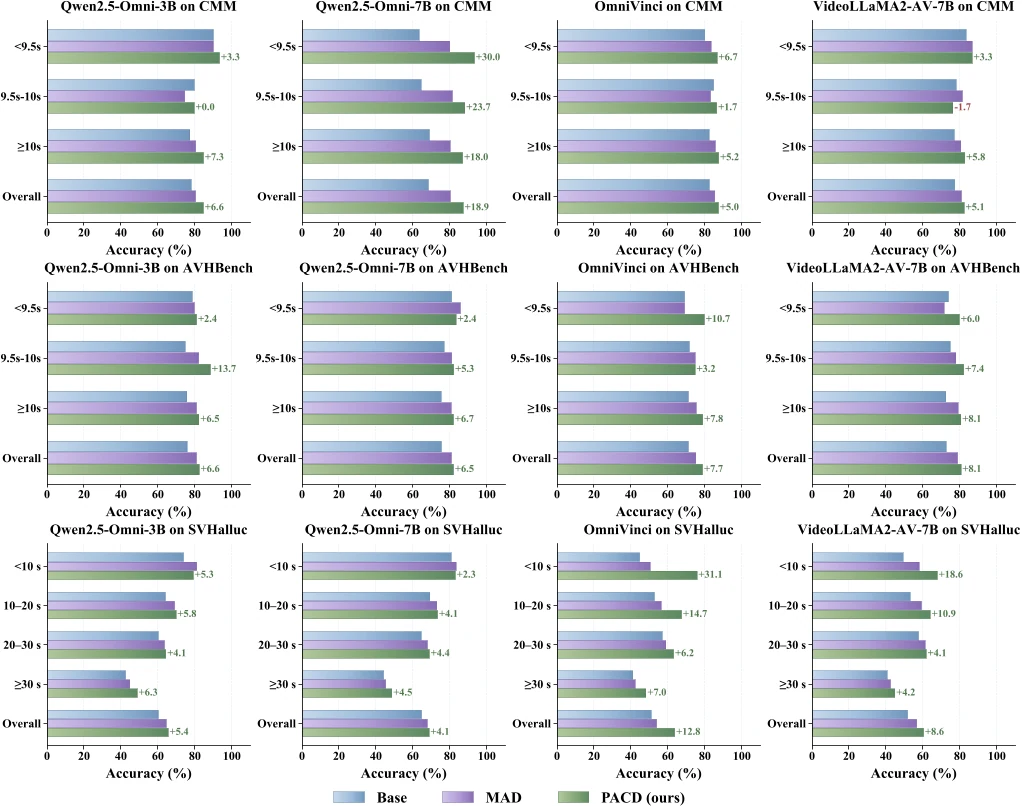 Qwen2.5-Omni-3B on CMM
<9.5s
+3.3
9.5s-10s
+0.0
≥10s
+7.3
Overall
+6.6
0 20 40 60 80 100
Accuracy (%)
Qwen2.5-Omni-7B on CMM
<9.5s
+30.0
9.5s-10s
+23.7
≥10s
+18.0
Overall
+18.9
0 20 40 60 80 100
Accuracy (%)
OmniVinci on CMM
<9.5s
+6.7
9.5s-10s
+1.7
≥10s
+5.2
Overall
+5.0
0 20 40 60 80 100
Accuracy (%)
VideoLLaMA2-AV-7B on CMM
<9.5s
+3.3
9.5s-10s
-1.7
≥10s
+5.8
Overall
+5.1
0 20 40 60 80 100
Accuracy (%)
Qwen2.5-Omni-3B on AVHBench
<9.5s
+2.4
9.5s-10s
+13.7
≥10s
+6.5
Overall
+6.6
0 20 40 60 80 100
Accuracy (%)
Qwen2.5-Omni-7B on AVHBench
<9.5s
+2.4
9.5s-10s
+5.3
≥10s
+6.7
Overall
+6.5
0 20 40 60 80 100
Accuracy (%)
OmniVinci on AVHBench
<9.5s
+10.7
9.5s-10s
+3.2
≥10s
+7.8
Overall
+7.7
0 20 40 60 80 100
Accuracy (%)
VideoLLaMA2-AV-7B on AVHBench
<9.5s
+6.0
9.5s-10s
+7.4
≥10s
+8.1
Overall
+8.1
0 20 40 60 80 100
Accuracy (%)
Qwen2.5-Omni-3B on SVHalluc
<10 s
+5.3
10–20 s
+5.8
20–30 s
+4.1
≥30 s
+6.3
Overall
+5.4
0 20 40 60 80 100
Accuracy (%)
Qwen2.5-Omni-7B on SVHalluc
<10 s
+2.3
10–20 s
+4.1
20–30 s
+4.4
≥30 s
+4.5
Overall
+4.1
0 20 40 60 80 100
Accuracy (%)
OmniVinci on SVHalluc
<10 s
+31.1
10–20 s
+14.7
20–30 s
+6.2
≥30 s
+7.0
Overall
+12.8
0 20 40 60 80 100
Accuracy (%)
VideoLLaMA2-AV-7B on SVHalluc
<10 s
+18.6
10–20 s
+10.9
20–30 s
+4.1
≥30 s
+4.2
Overall
+8.6
0 20 40 60 80 100
Accuracy (%)
Base MAD PACD (ours)